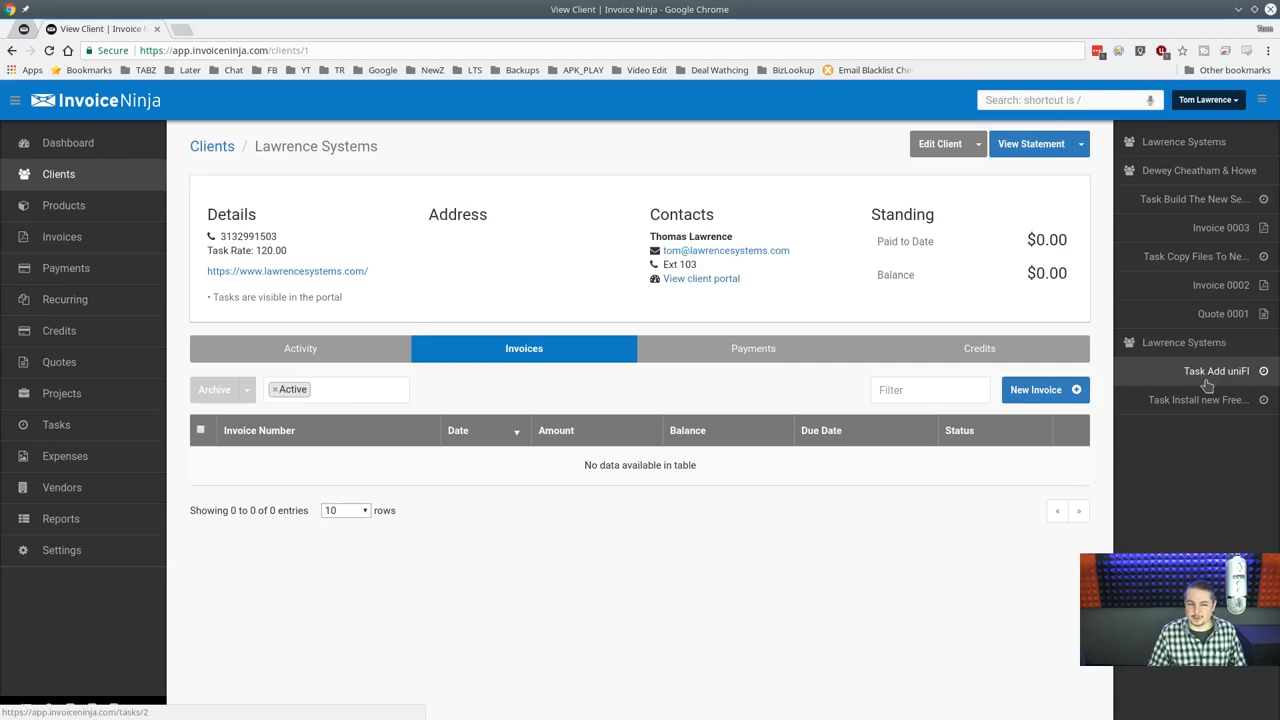 View Client | Invoice Ninja - Google Chrome
View Client | Invoice N
Tom
Secure https://app.invoiceninja.com/clients/1
Apps Bookmarks TABZ Later Chat FB YT TR Google NewZ LTS Backups APK_PLAY Video Edit Deal Wathcing BizLookup Email Blacklist Che Other bookmarks
InvoiceNinja
Search: shortcut is /
Tom Lawrence
Dashboard
Clients
Products
Invoices
Payments
Recurring
Credits
Quotes
Projects
Tasks
Expenses
Vendors
Reports
Settings
Clients / Lawrence Systems
Edit Client
View Statement
Details
3132991503
Task Rate: 120.00
https://www.lawrencesystems.com/
• Tasks are visible in the portal
Address
Contacts
Thomas Lawrence
tom@lawrencesystems.com
Ext 103
View client portal
Standing
Paid to Date $0.00
Balance $0.00
Activity Invoices Payments Credits
Archive
× Active
Filter
New Invoice
Invoice Number Date Amount Balance Due Date Status
No data available in table
Showing 0 to 0 of 0 entries 10 rows
« »
Lawrence Systems
Dewey Cheatham & Howe
Task Build The New Se...
Invoice 0003
Task Copy Files To Ne...
Invoice 0002
Quote 0001
Lawrence Systems
Task Add uniFI
Task Install new Free...
https://app.invoiceninja.com/tasks/2